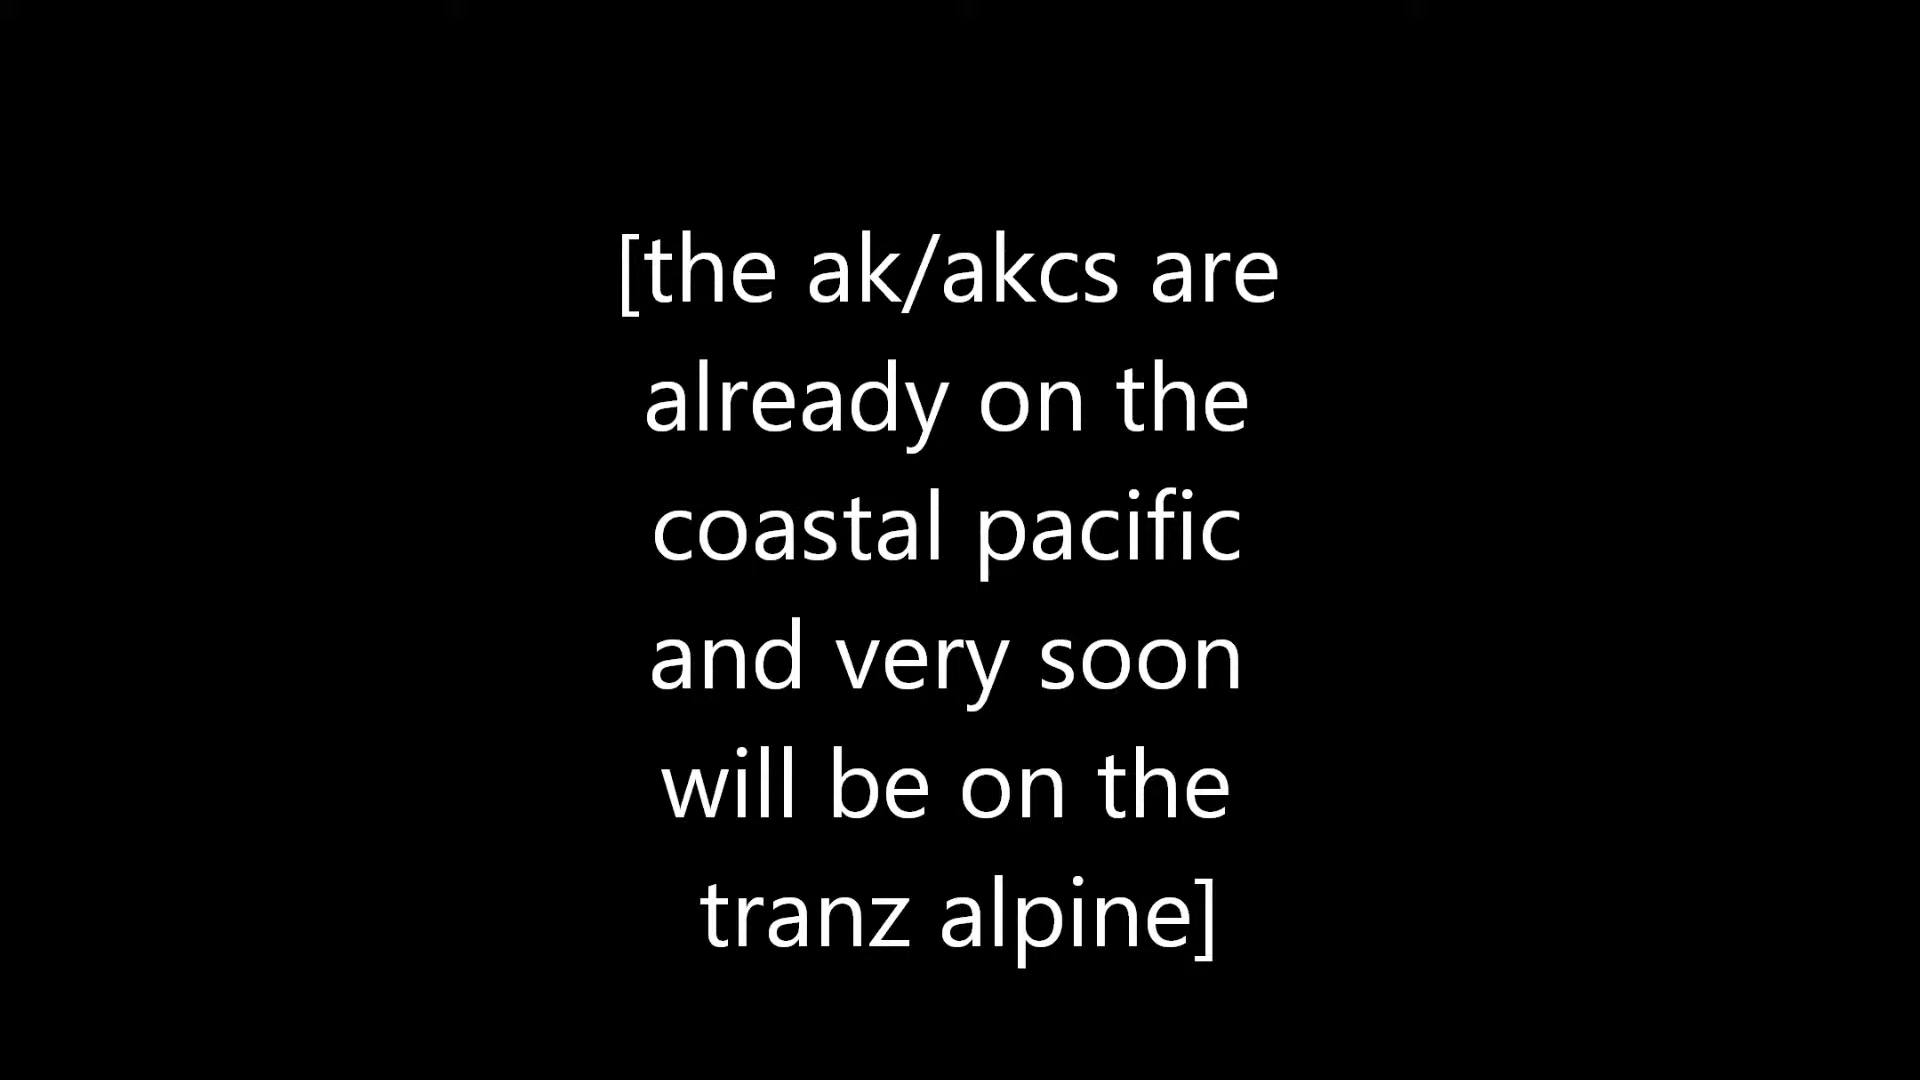 [the ak/akcs are
already on the
coastal pacific
and very soon
will be on the
tranz alpine]